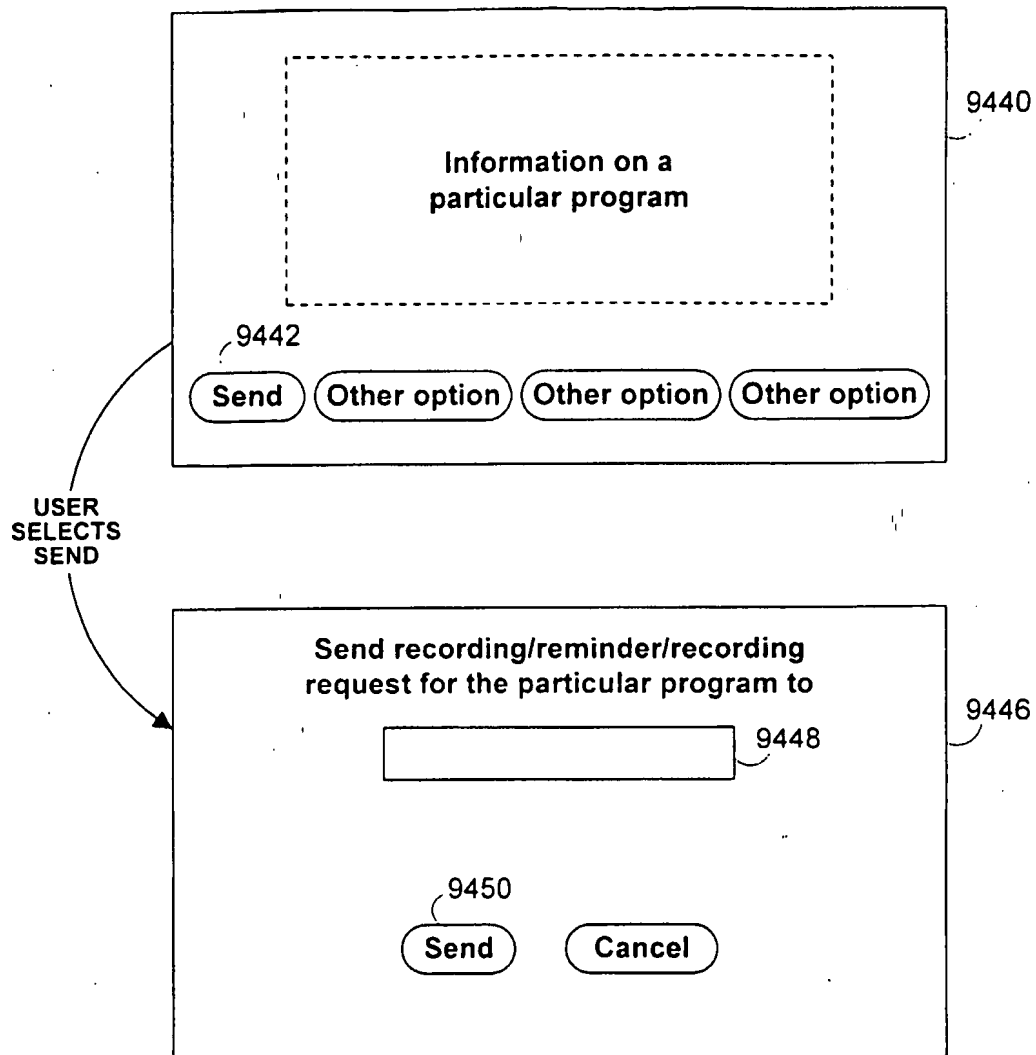 9440
Information on a
particular program
9442
Send Other option Other option Other option
USER
SELECTS
SEND
Send recording/reminder/recording
request for the particular program to
9446
9448
9450
Send Cancel